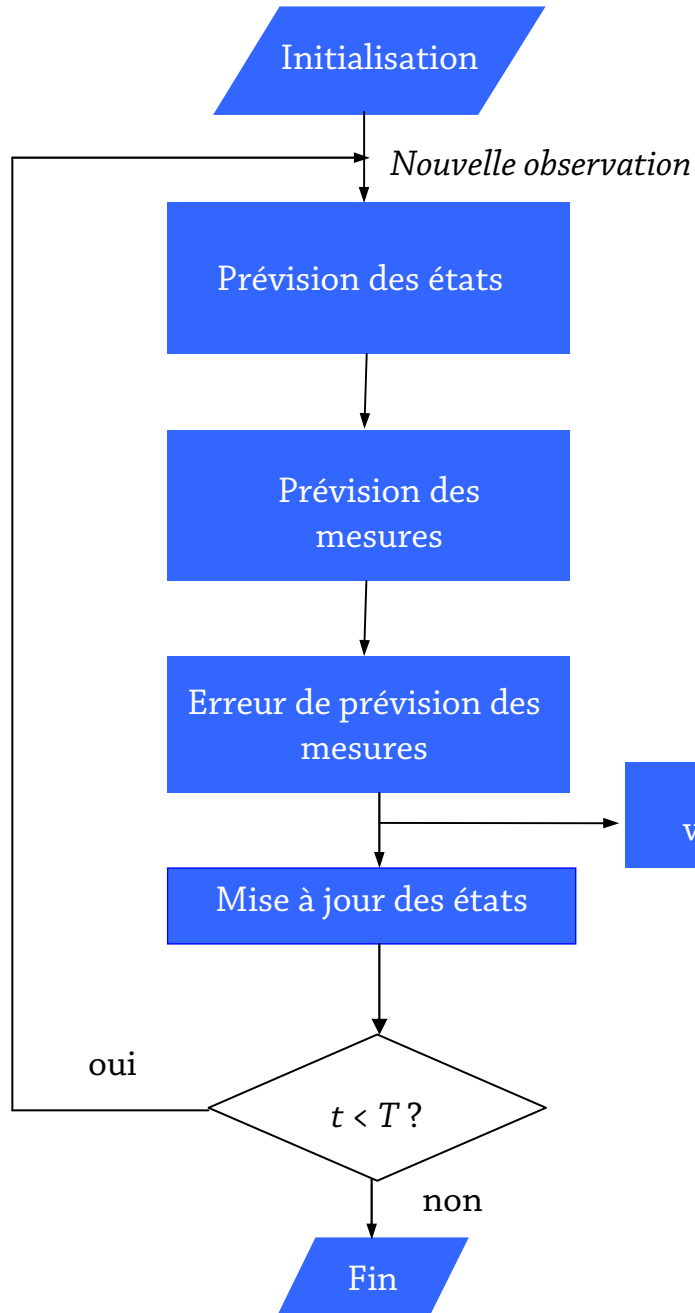 Initialisation
Nouvelle observation
Prévision des états
Prévision des
mesures
Erreur de prévision des
mesures
Mise à jour des états
oui
t < T ?
non
Fin